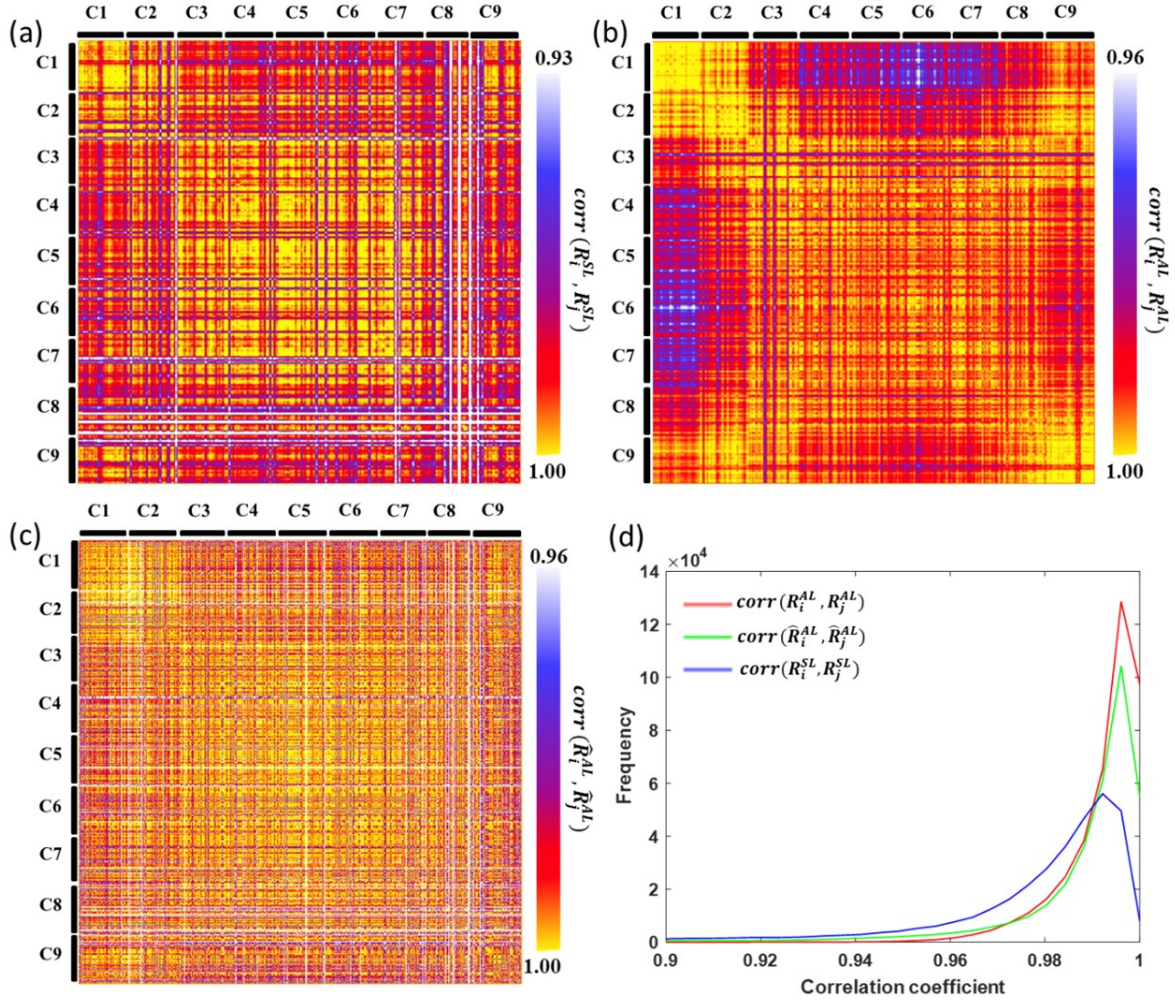 (a)
C1 C2 C3 C4 C5 C6 C7 C8 C9
C1
C2
C3
C4
C5
C6
C7
C8
C9
0.93
corr (R_i^SL , R_j^SL)
1.00
(b)
C1 C2 C3 C4 C5 C6 C7 C8 C9
C1
C2
C3
C4
C5
C6
C7
C8
C9
0.96
corr (R_i^AL , R_j^AL)
1.00
(c)
C1 C2 C3 C4 C5 C6 C7 C8 C9
C1
C2
C3
C4
C5
C6
C7
C8
C9
0.96
corr (R̂_i^AL , R̂_j^AL)
1.00
(d)
×10^4
14
12
10
8
6
4
2
0
Frequency
corr(R_i^AL , R_j^AL)
corr(R̂_i^AL, R̂_j^AL)
corr(R_i^SL, R_j^SL)
0.9 0.92 0.94 0.96 0.98 1
Correlation coefficient